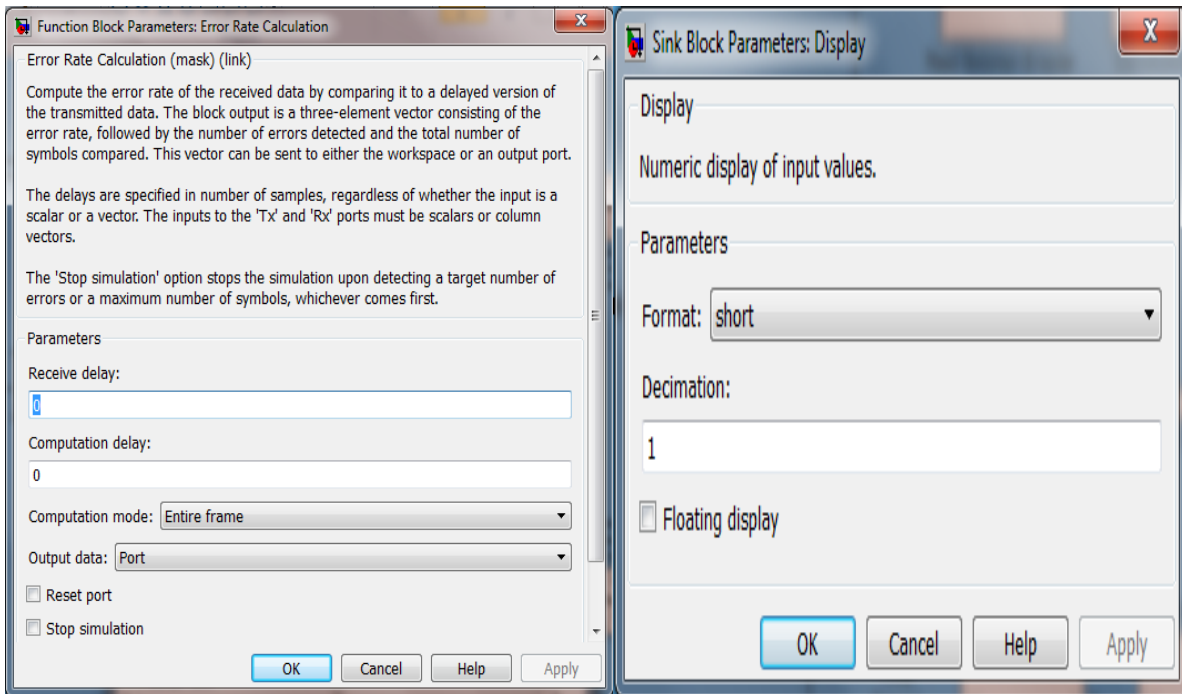 Function Block Parameters: Error Rate Calculation
Error Rate Calculation (mask) (link)
Compute the error rate of the received data by comparing it to a delayed version of
the transmitted data. The block output is a three-element vector consisting of the
error rate, followed by the number of errors detected and the total number of
symbols compared. This vector can be sent to either the workspace or an output port.
The delays are specified in number of samples, regardless of whether the input is a
scalar or a vector. The inputs to the 'Tx' and 'Rx' ports must be scalars or column
vectors.
The 'Stop simulation' option stops the simulation upon detecting a target number of
errors or a maximum number of symbols, whichever comes first.
Parameters
Receive delay:
0
Computation delay:
0
Computation mode: Entire frame
Output data: Port
Reset port
Stop simulation
OK Cancel Help Apply
Sink Block Parameters: Display
Display
Numeric display of input values.
Parameters
Format: short
Decimation:
1
Floating display
OK Cancel Help Apply